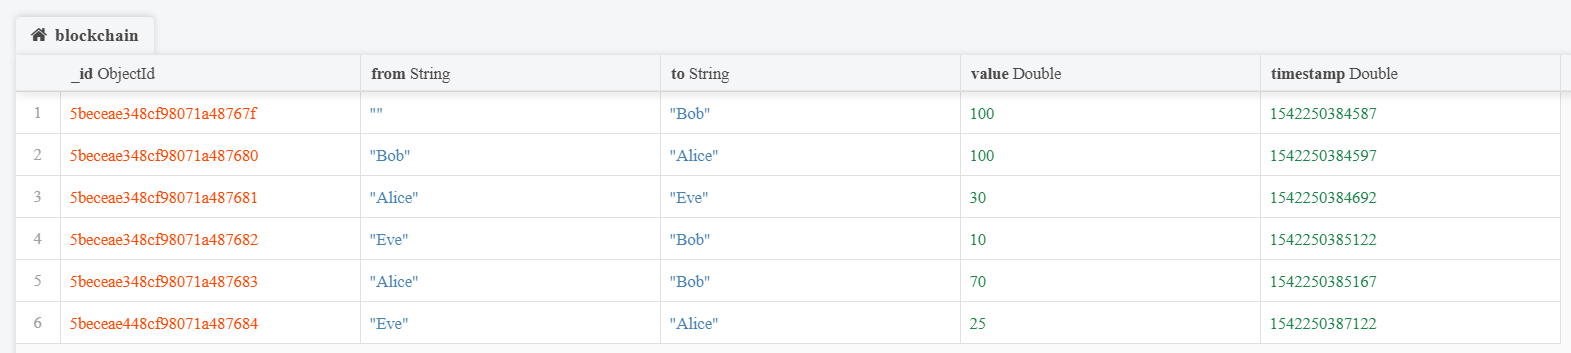 blockchain
_id ObjectId from String to String value Double timestamp Double
1 5beceae348cf98071a48767f "" "Bob" 100 1542250384587
2 5beceae348cf98071a487680 "Bob" "Alice" 100 1542250384597
3 5beceae348cf98071a487681 "Alice" "Eve" 30 1542250384692
4 5beceae348cf98071a487682 "Eve" "Bob" 10 1542250385122
5 5beceae348cf98071a487683 "Alice" "Bob" 70 1542250385167
6 5beceae448cf98071a487684 "Eve" "Alice" 25 1542250387122